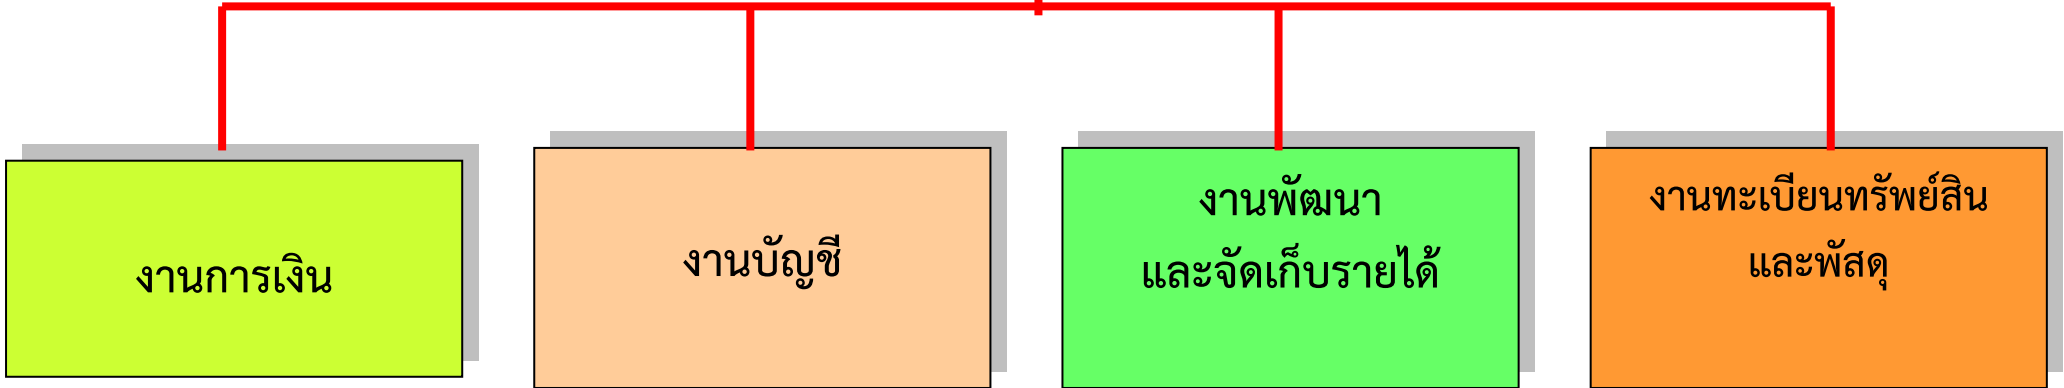 งานการเงิน
งานบัญชี
งานพัฒนา
และจัดเก็บรายได้
งานทะเบียนทรัพย์สิน
และพัสดุ